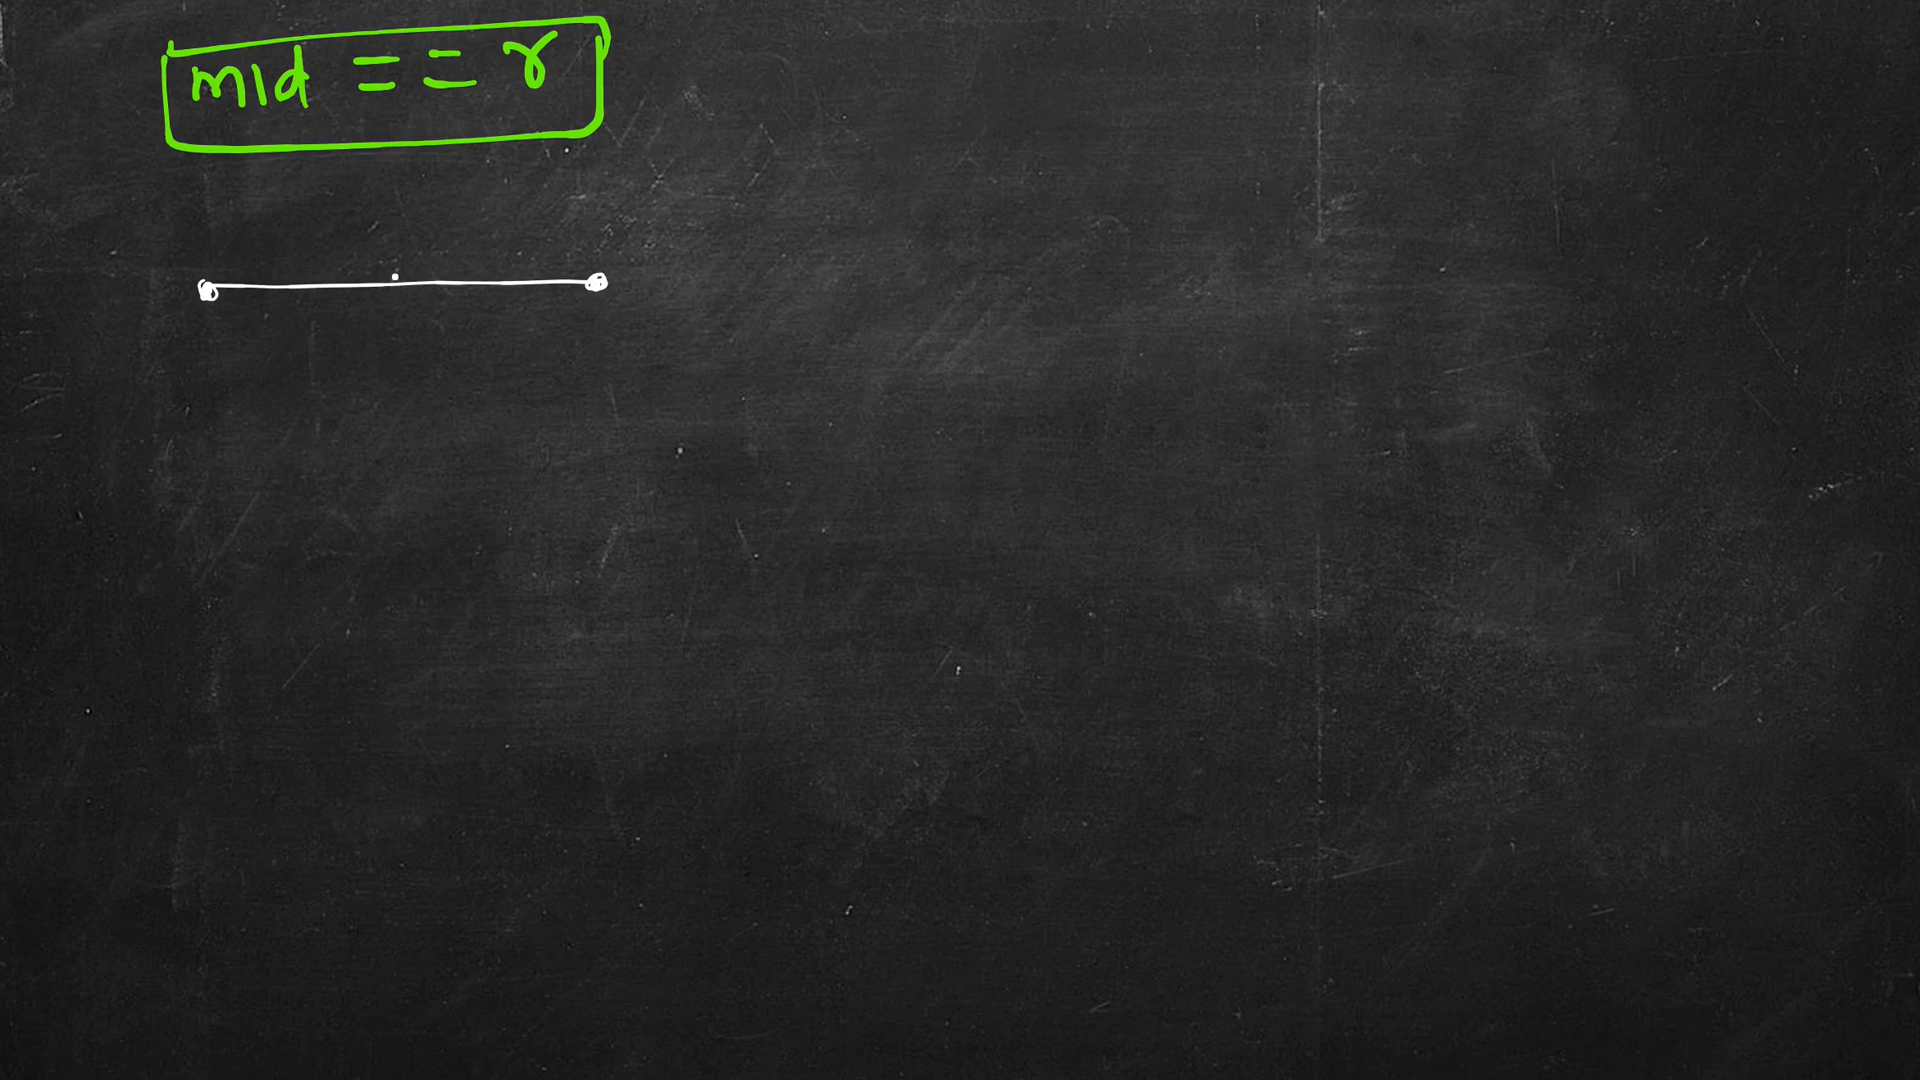 mid == r